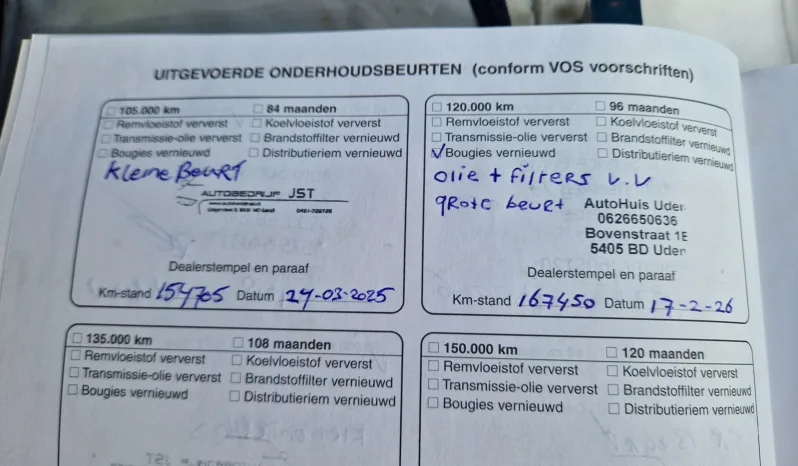 UITGEVOERDE ONDERHOUDSBEURTEN (conform VOS voorschriften)
105.000 km 84 maanden
Remvloeistof ververst Koelvloeistof ververst
Transmissie-olie ververst Brandstoffilter vernieuwd
Bougies vernieuwd Distributieriem vernieuwd
Kleine Beurt
AUTOBEDRIJF JST
Dealerstempel en paraaf
Km-stand 154705 Datum 24-03-2025
120.000 km 96 maanden
Remvloeistof ververst Koelvloeistof ververst
Transmissie-olie ververst Brandstoffilter vernieuwd
Bougies vernieuwd Distributieriem vernieuwd
olie + filters v.v
grote beurt
AutoHuis Uden
0626650636
Bovenstraat 1E
5405 BD Uden
Dealerstempel en paraaf
Km-stand 167450 Datum 17-2-26
135.000 km 108 maanden
Remvloeistof ververst Koelvloeistof ververst
Transmissie-olie ververst Brandstoffilter vernieuwd
Bougies vernieuwd Distributieriem vernieuwd
150.000 km 120 maanden
Remvloeistof ververst Koelvloeistof ververst
Transmissie-olie ververst Brandstoffilter vernieuwd
Bougies vernieuwd Distributieriem vernieuwd